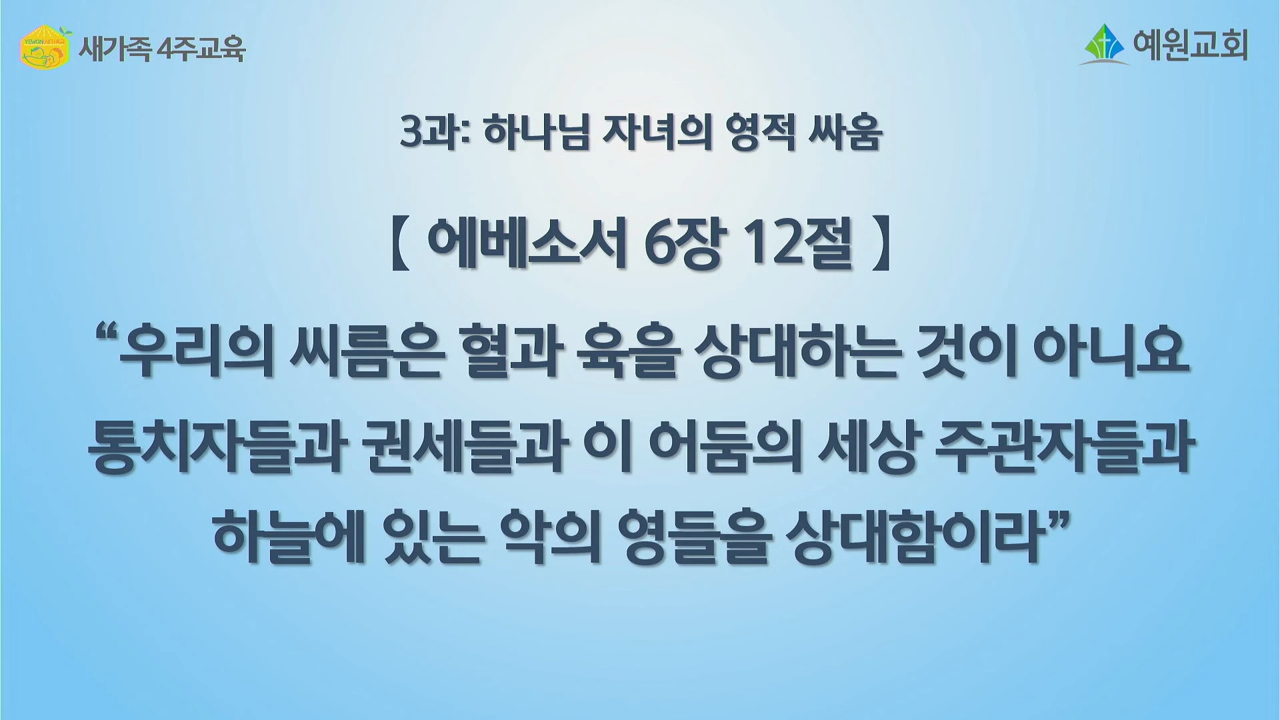 새가족 4주교육
예원교회
3과: 하나님 자녀의 영적 싸움
【 에베소서 6장 12절 】
“우리의 씨름은 혈과 육을 상대하는 것이 아니요
통치자들과 권세들과 이 어둠의 세상 주관자들과
하늘에 있는 악의 영들을 상대함이라”